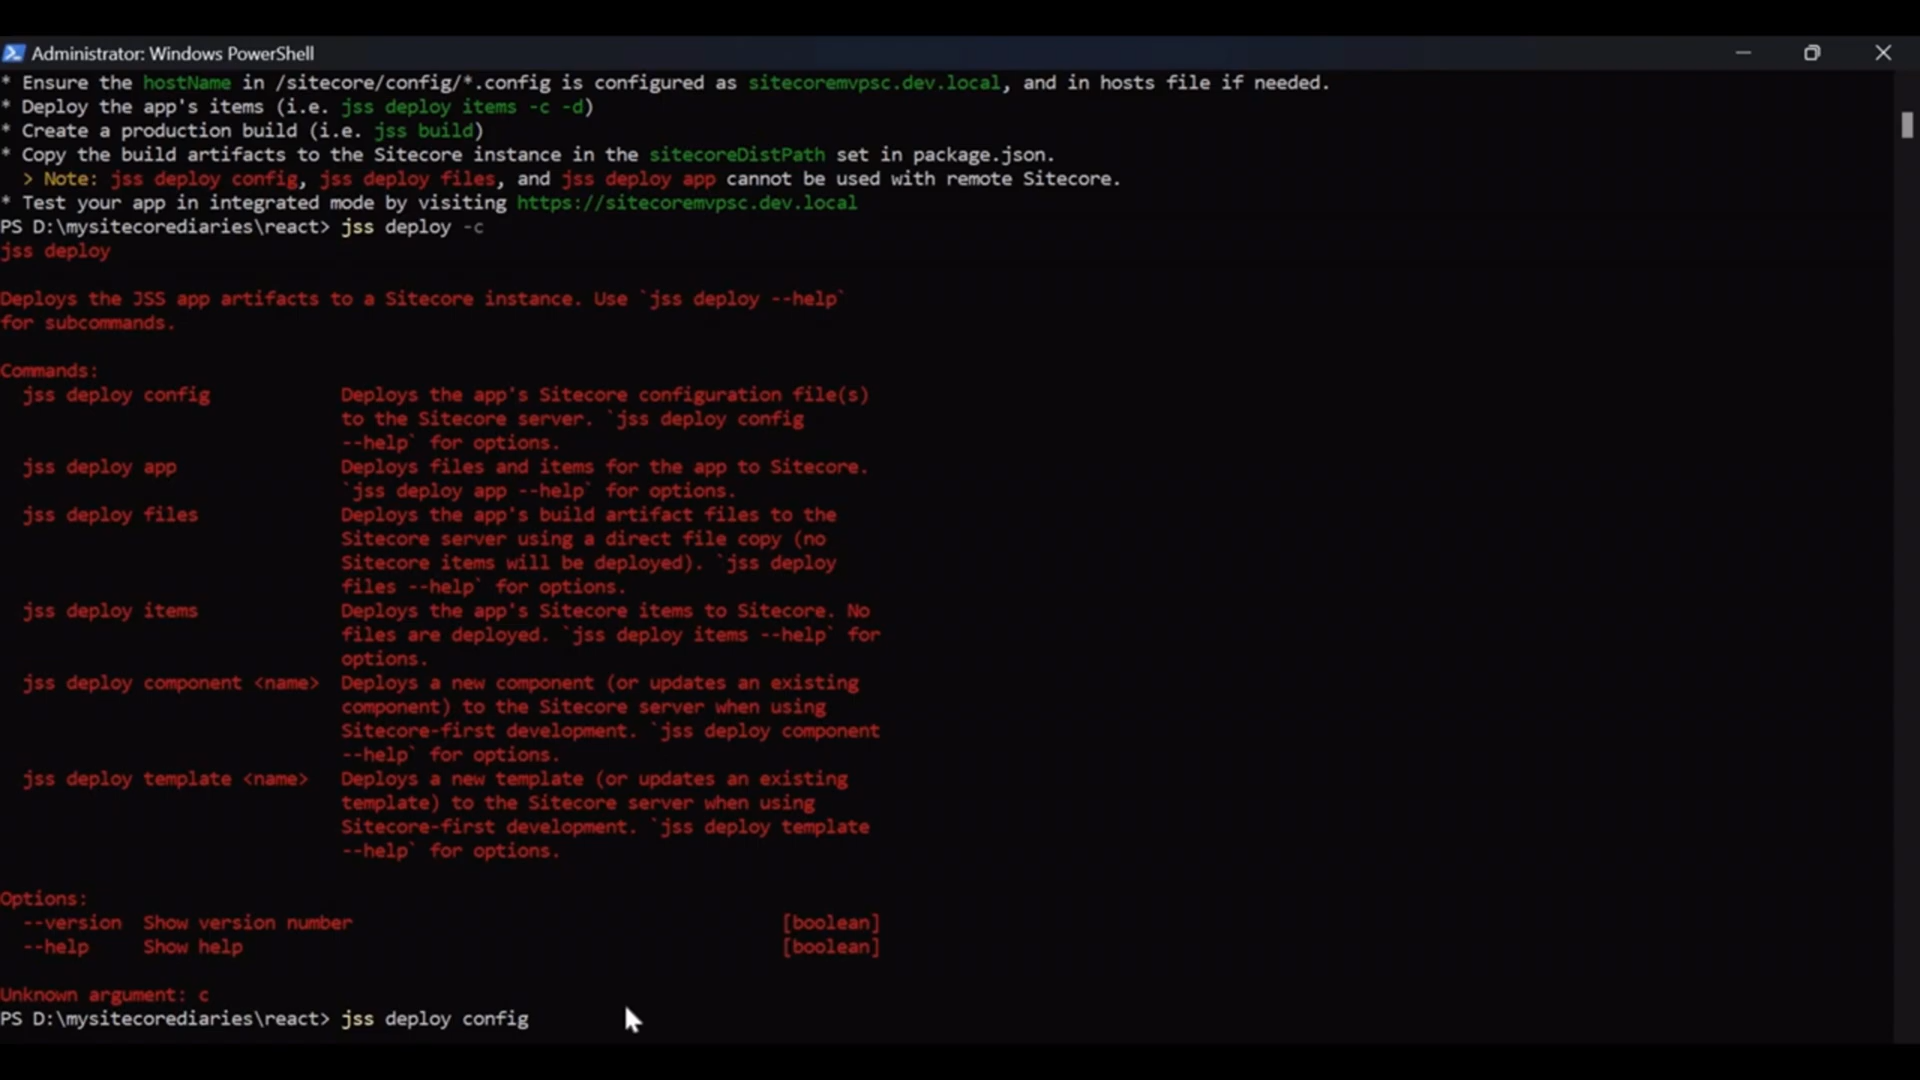 Administrator: Windows PowerShell
* Ensure the hostName in /sitecore/config/*.config is configured as sitecoremvpsc.dev.local, and in hosts file if needed.
* Deploy the app's items (i.e. jss deploy items -c -d)
* Create a production build (i.e. jss build)
* Copy the build artifacts to the Sitecore instance in the sitecoreDistPath set in package.json.
> Note: jss deploy config, jss deploy files, and jss deploy app cannot be used with remote Sitecore.
* Test your app in integrated mode by visiting https://sitecoremvpsc.dev.local
PS D:\mysitecorediaries\react> jss deploy -c
jss deploy
Deploys the JSS app artifacts to a Sitecore instance. Use `jss deploy --help`
for subcommands.
Commands:
jss deploy config Deploys the app's Sitecore configuration file(s)
to the Sitecore server. `jss deploy config
--help` for options.
jss deploy app Deploys files and items for the app to Sitecore.
`jss deploy app --help` for options.
jss deploy files Deploys the app's build artifact files to the
Sitecore server using a direct file copy (no
Sitecore items will be deployed). `jss deploy
files --help` for options.
jss deploy items Deploys the app's Sitecore items to Sitecore. No
files are deployed. `jss deploy items --help` for
options.
jss deploy component <name> Deploys a new component (or updates an existing
component) to the Sitecore server when using
Sitecore-first development. `jss deploy component
--help` for options.
jss deploy template <name> Deploys a new template (or updates an existing
template) to the Sitecore server when using
Sitecore-first development. `jss deploy template
--help` for options.
Options:
--version Show version number [boolean]
--help Show help [boolean]
Unknown argument: c
PS D:\mysitecorediaries\react> jss deploy config